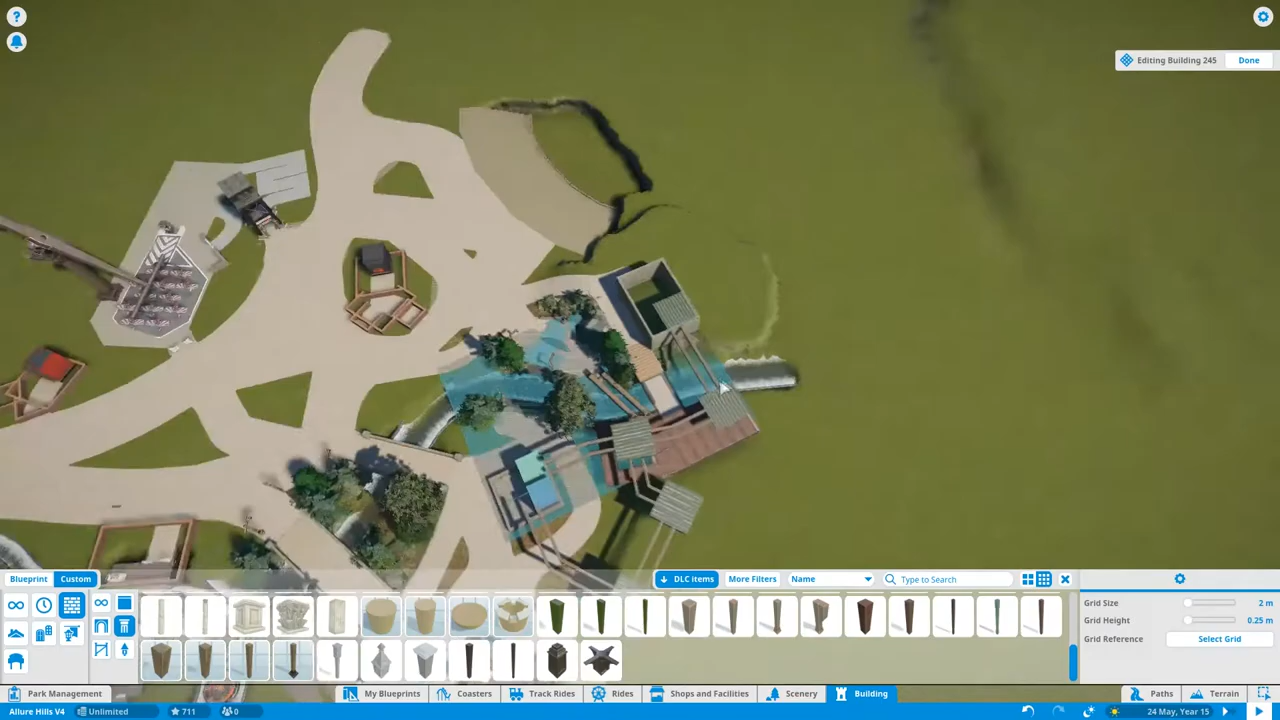 ?
Editing Building 245 Done
Blueprint Custom DLC items More Filters Name Type to Search
Grid Size 2 m
Grid Height 0.25 m
Grid Reference Select Grid
Park Management My Blueprints Coasters Track Rides Rides Shops and Facilities Scenery Building Paths Terrain
Allure Hills V4 Unlimited 711 0 24 May, Year 15